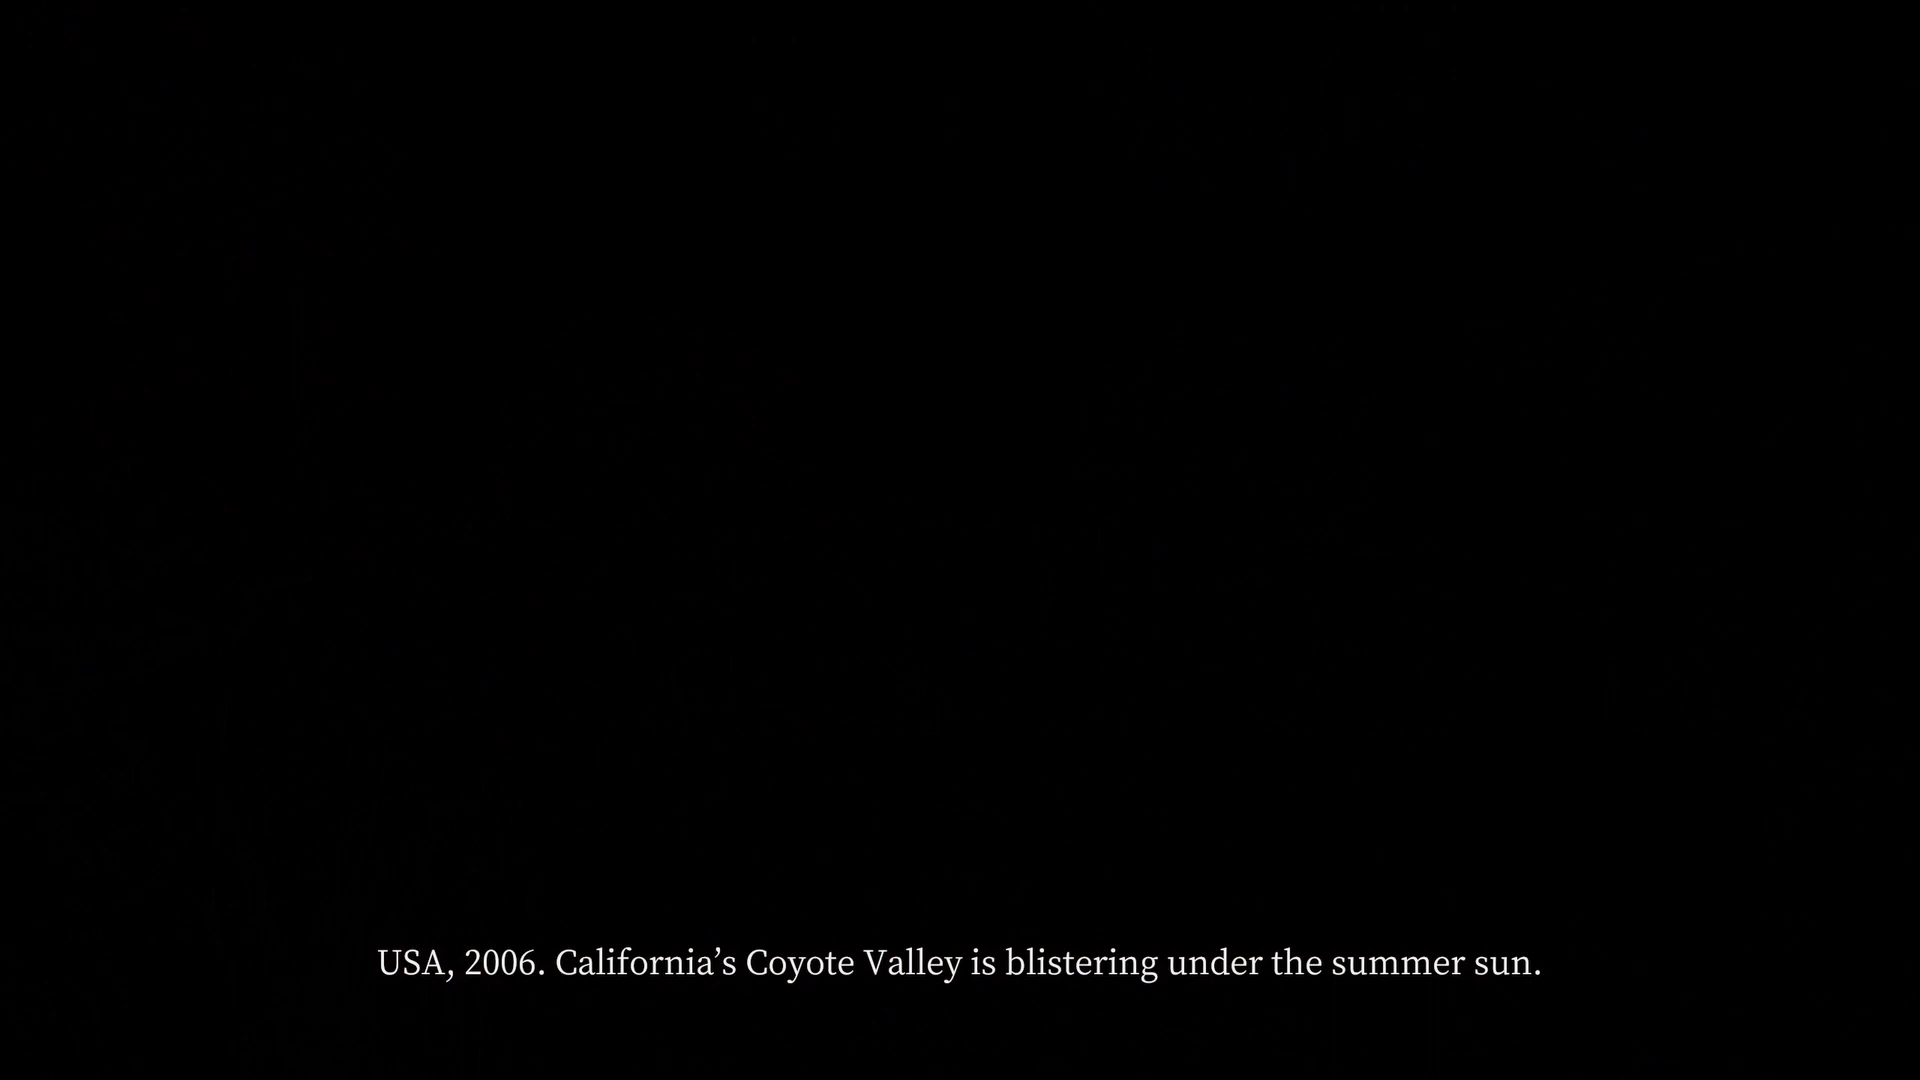 USA, 2006. California’s Coyote Valley is blistering under the summer sun.